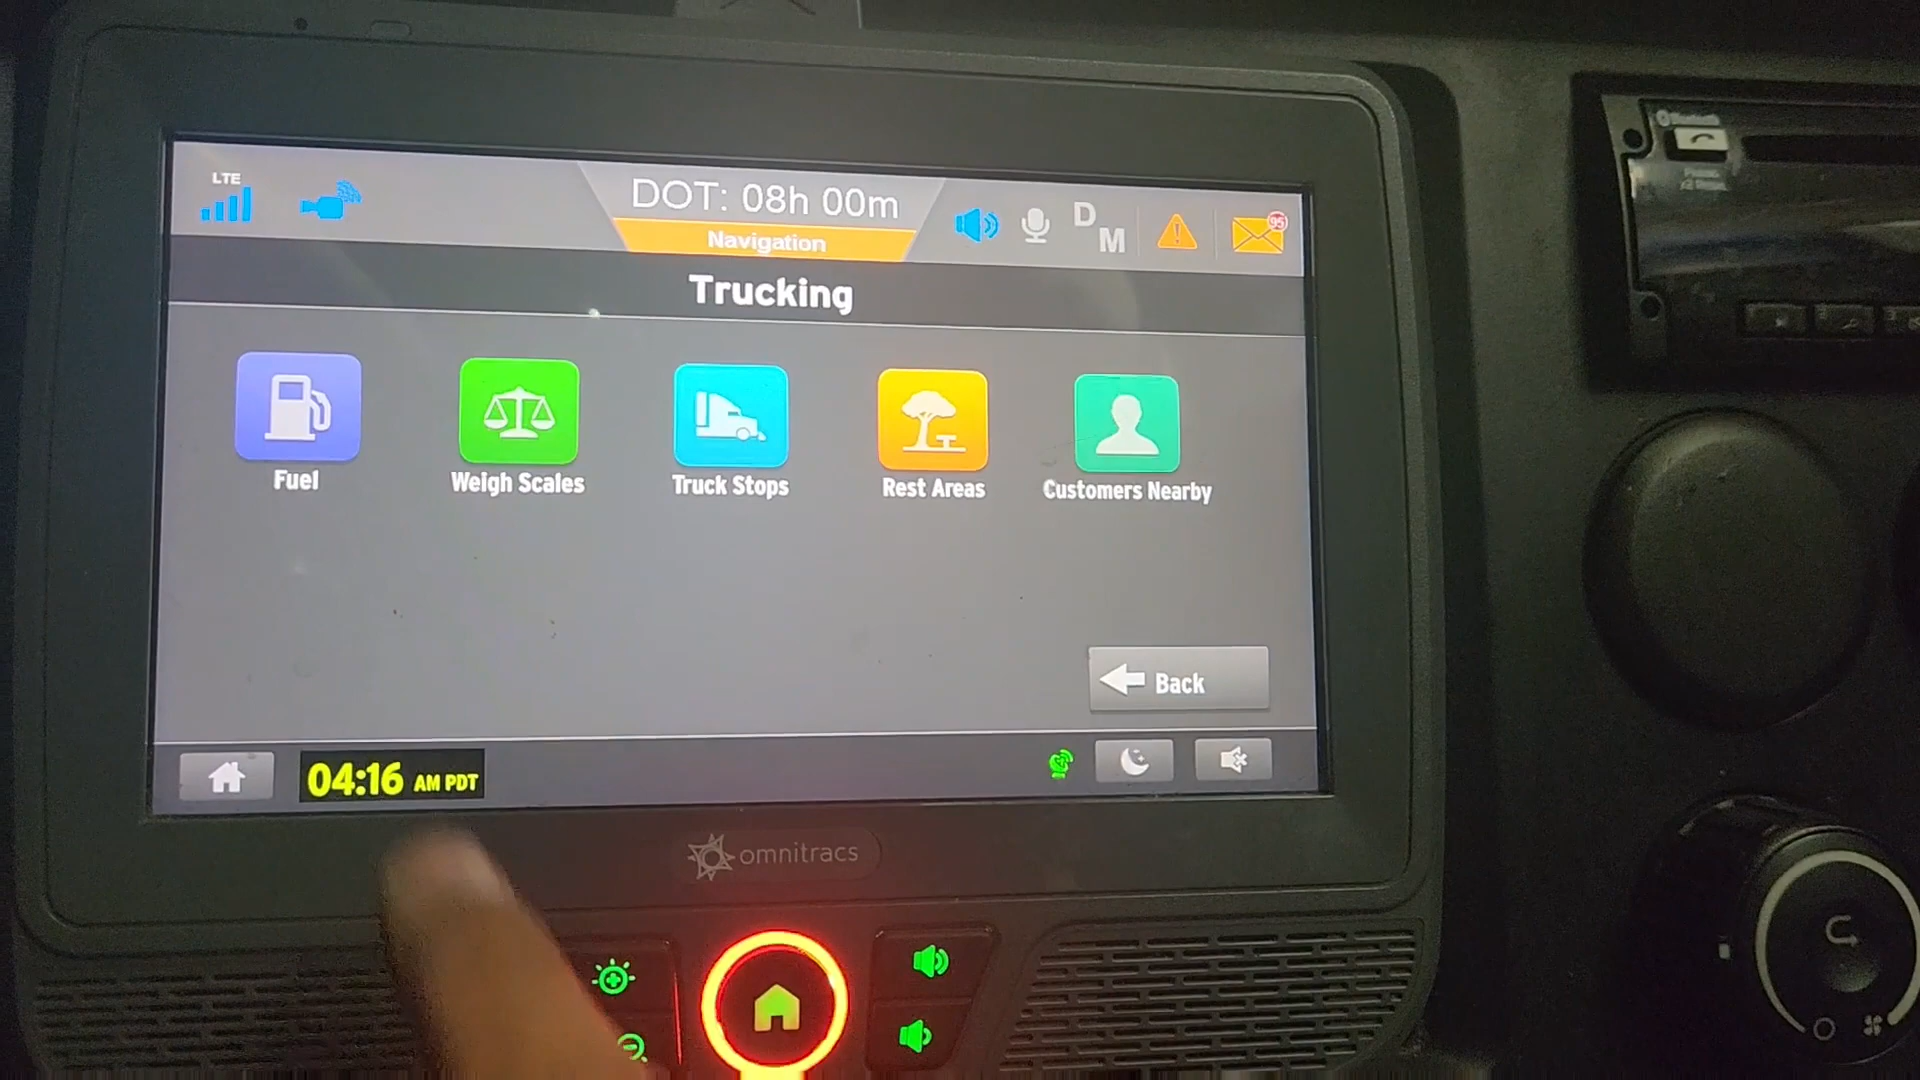 LTE
DOT: 08h 00m
D
M
95
Navigation
Trucking
Fuel
Weigh Scales
Truck Stops
Rest Areas
Customers Nearby
Back
04:16 AM PDT
omnitracs
Bluetooth